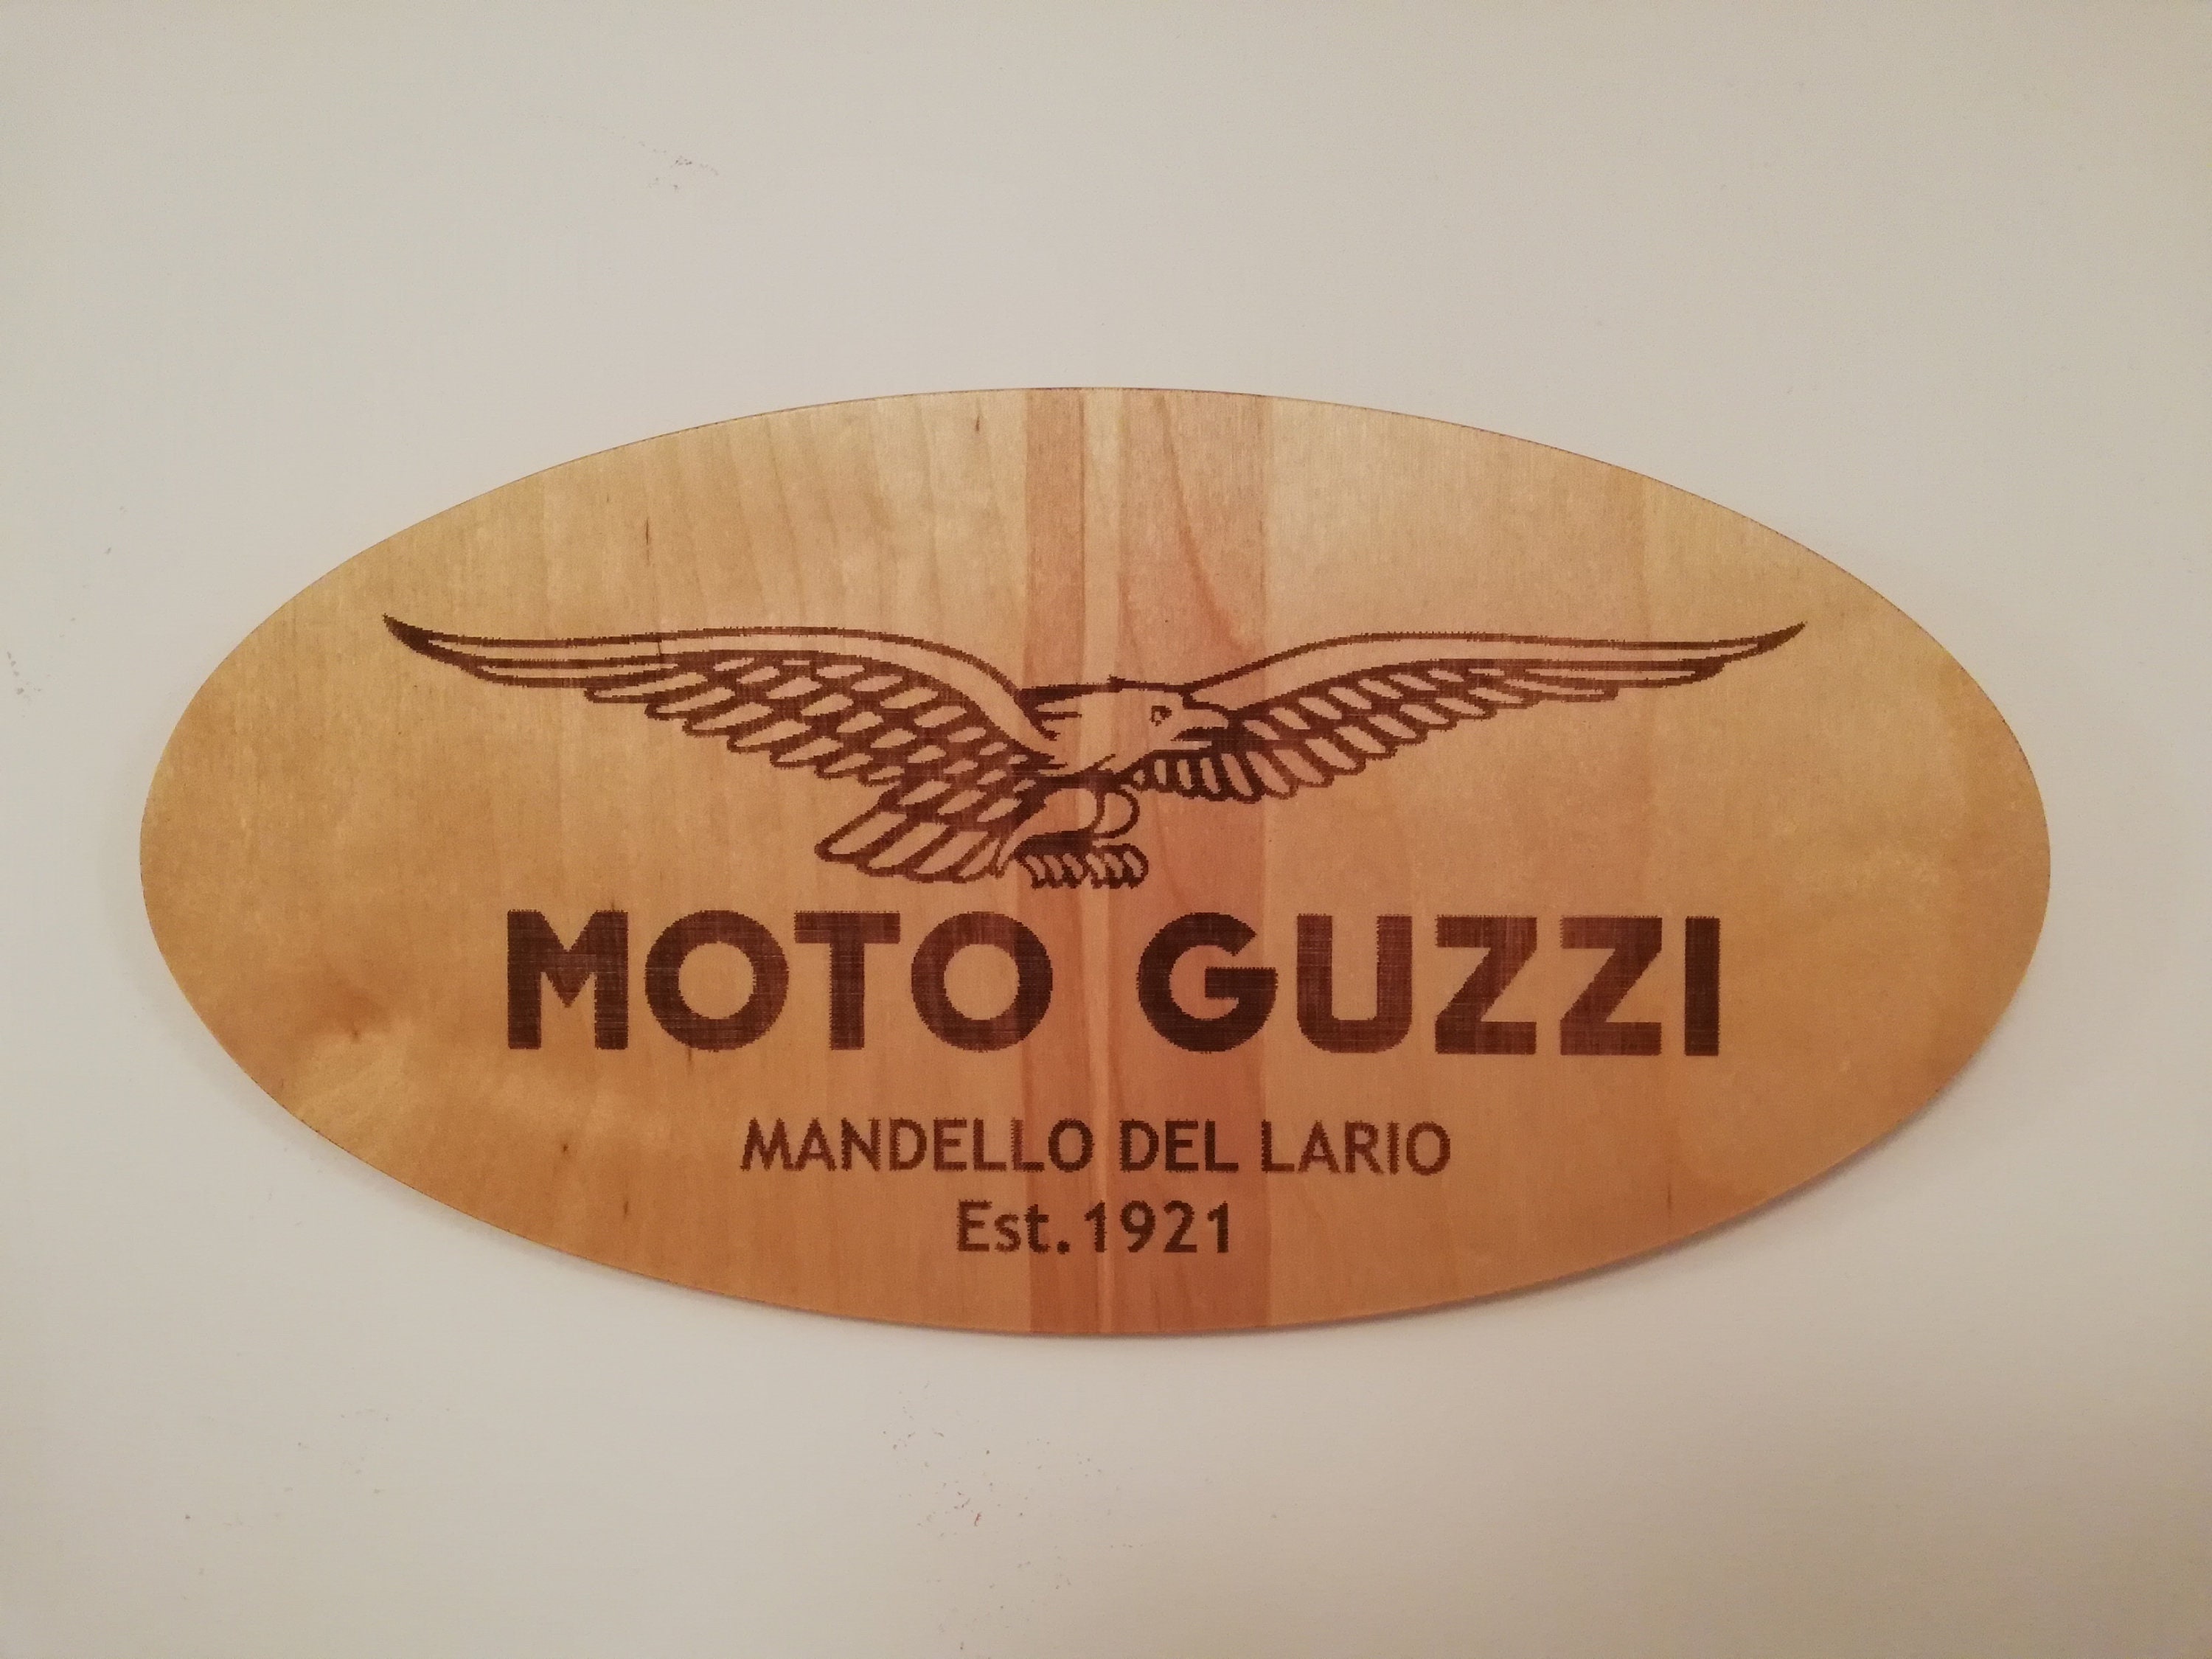 MOTO GUZZI
MANDELLO DEL LARIO
Est.1921